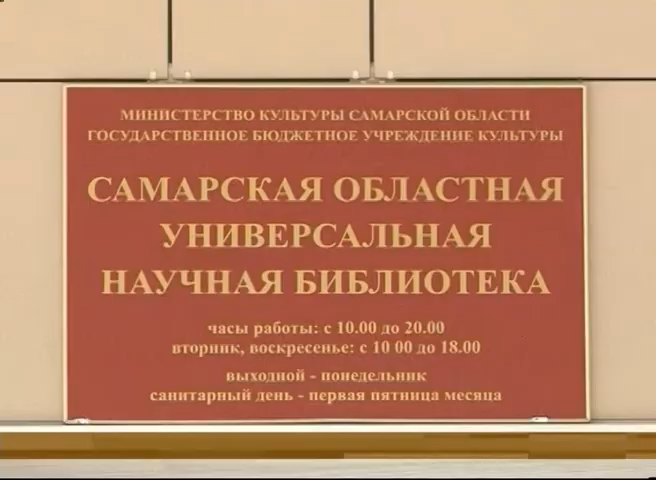 МИНИСТЕРСТВО КУЛЬТУРЫ САМАРСКОЙ ОБЛАСТИ
ГОСУДАРСТВЕННОЕ БЮДЖЕТНОЕ УЧРЕЖДЕНИЕ КУЛЬТУРЫ
САМАРСКАЯ ОБЛАСТНАЯ
УНИВЕРСАЛЬНАЯ
НАУЧНАЯ БИБЛИОТЕКА
часы работы: с 10.00 до 20.00
вторник, воскресенье: с 10 00 до 18.00
выходной - понедельник
санитарный день - первая пятница месяца